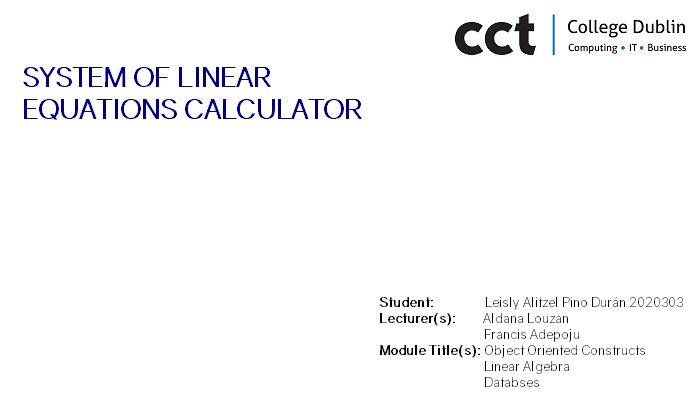 cct College Dublin
Computing • IT • Business
SYSTEM OF LINEAR
EQUATIONS CALCULATOR
Student: Leisly Alitzel Pino Durán 2020303
Lecturer(s): Aldana Louzan
Francis Adepoju
Module Title(s): Object Oriented Constructs
Linear Algebra
Databses